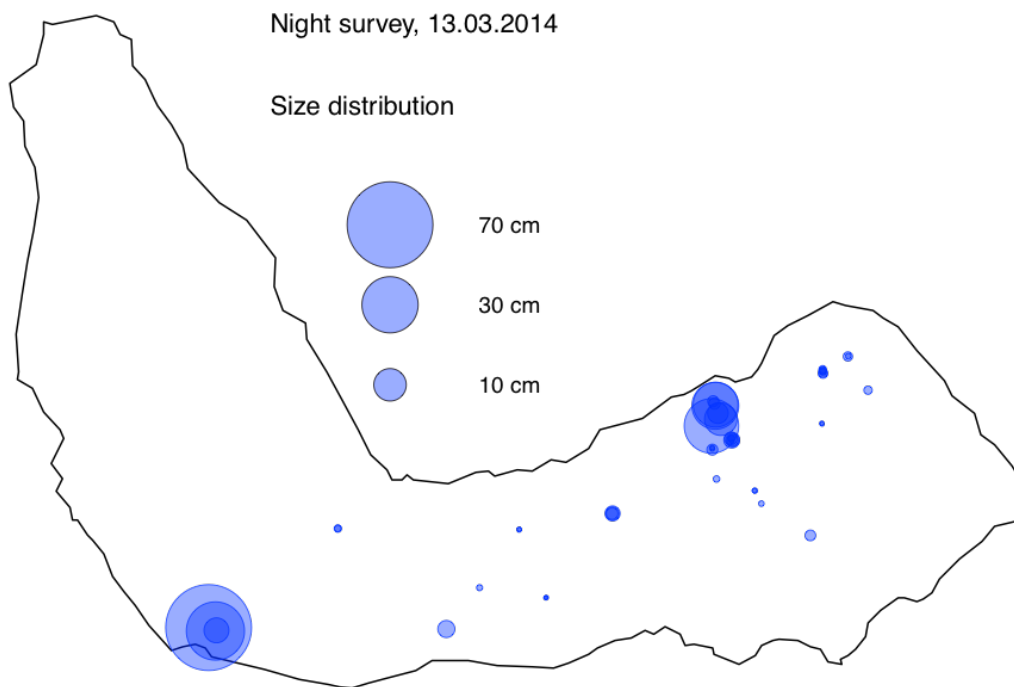 Night survey, 13.03.2014
Size distribution
70 cm
30 cm
10 cm